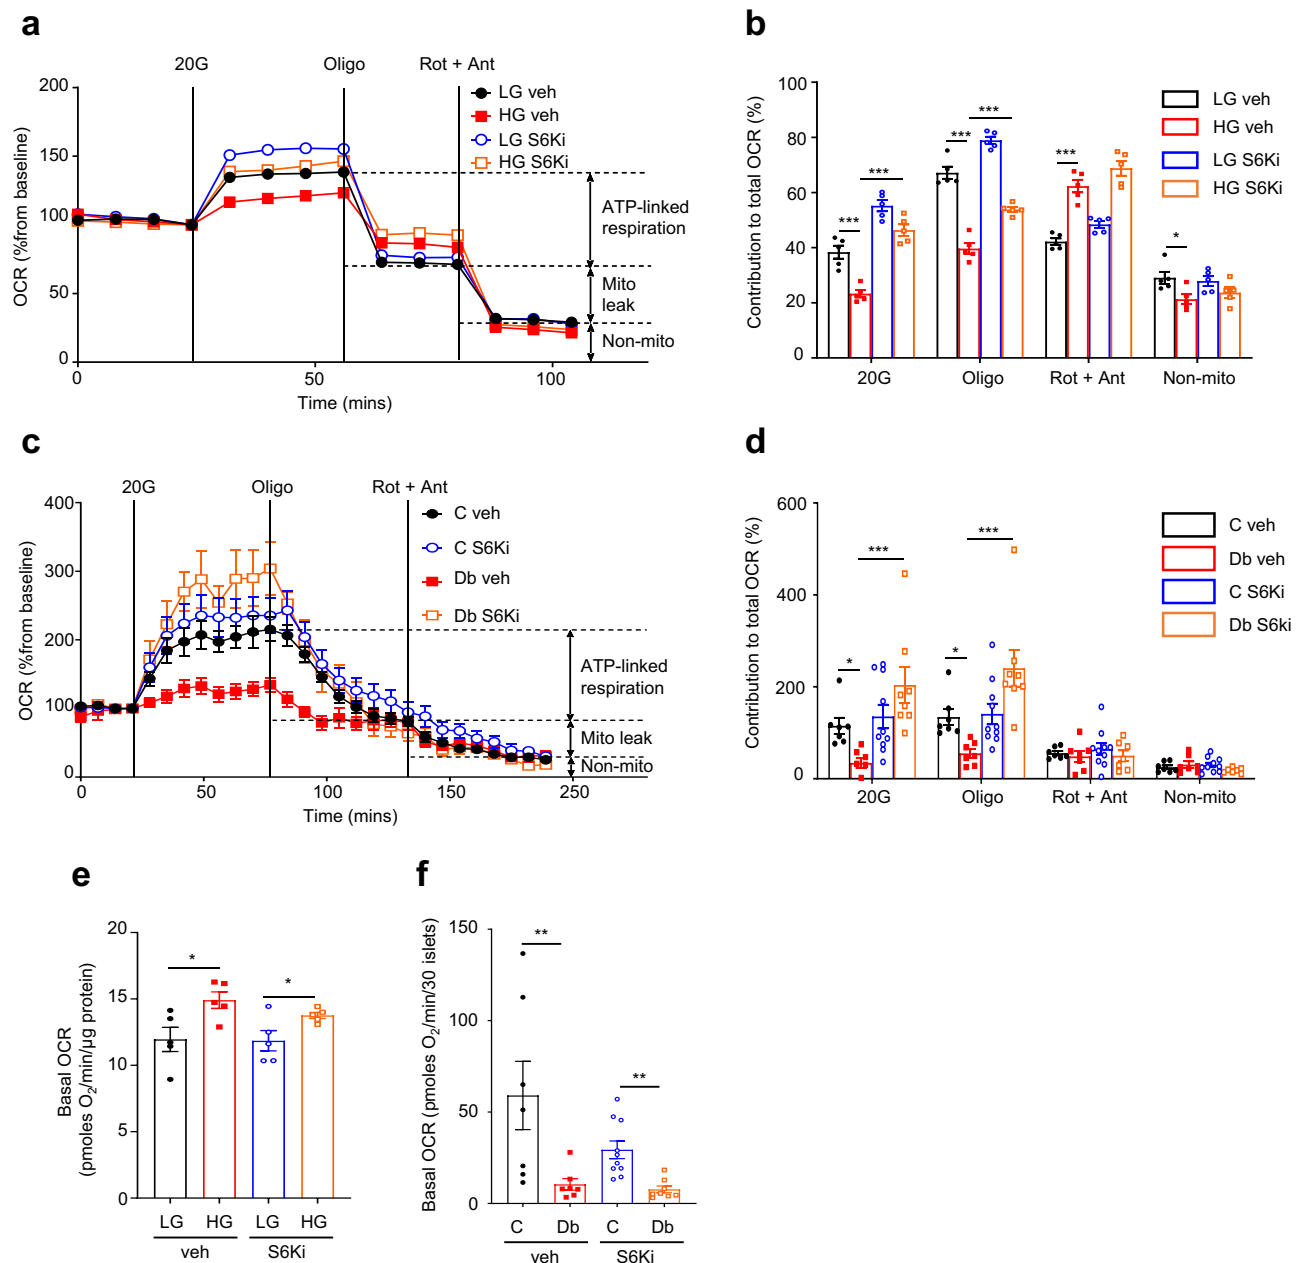 a
20G Oligo Rot + Ant
200
150
100
50
0
OCR (%from baseline)
LG veh
HG veh
LG S6Ki
HG S6Ki
ATP-linked
respiration
Mito
leak
Non-mito
0 50 100
Time (mins)
b
100
80
60
40
20
0
Contribution to total OCR (%)
*** *** *** *** *** *
LG veh
HG veh
LG S6Ki
HG S6Ki
20G Oligo Rot + Ant Non-mito
c
20G Oligo Rot + Ant
400
300
200
100
0
OCR (%from baseline)
C veh
C S6Ki
Db veh
Db S6Ki
ATP-linked
respiration
Mito leak
Non-mito
0 50 100 150 250
Time (mins)
d
600
400
200
0
Contribution to total OCR (%)
* *** * ***
C veh
Db veh
C S6Ki
Db S6ki
20G Oligo Rot + Ant Non-mito
e
20
15
10
5
0
Basal OCR
(pmoles O₂/min/µg protein)
* *
LG HG LG HG
veh S6Ki
f
150
100
50
0
Basal OCR (pmoles O₂/min/30 islets)
** **
C Db C Db
veh S6Ki